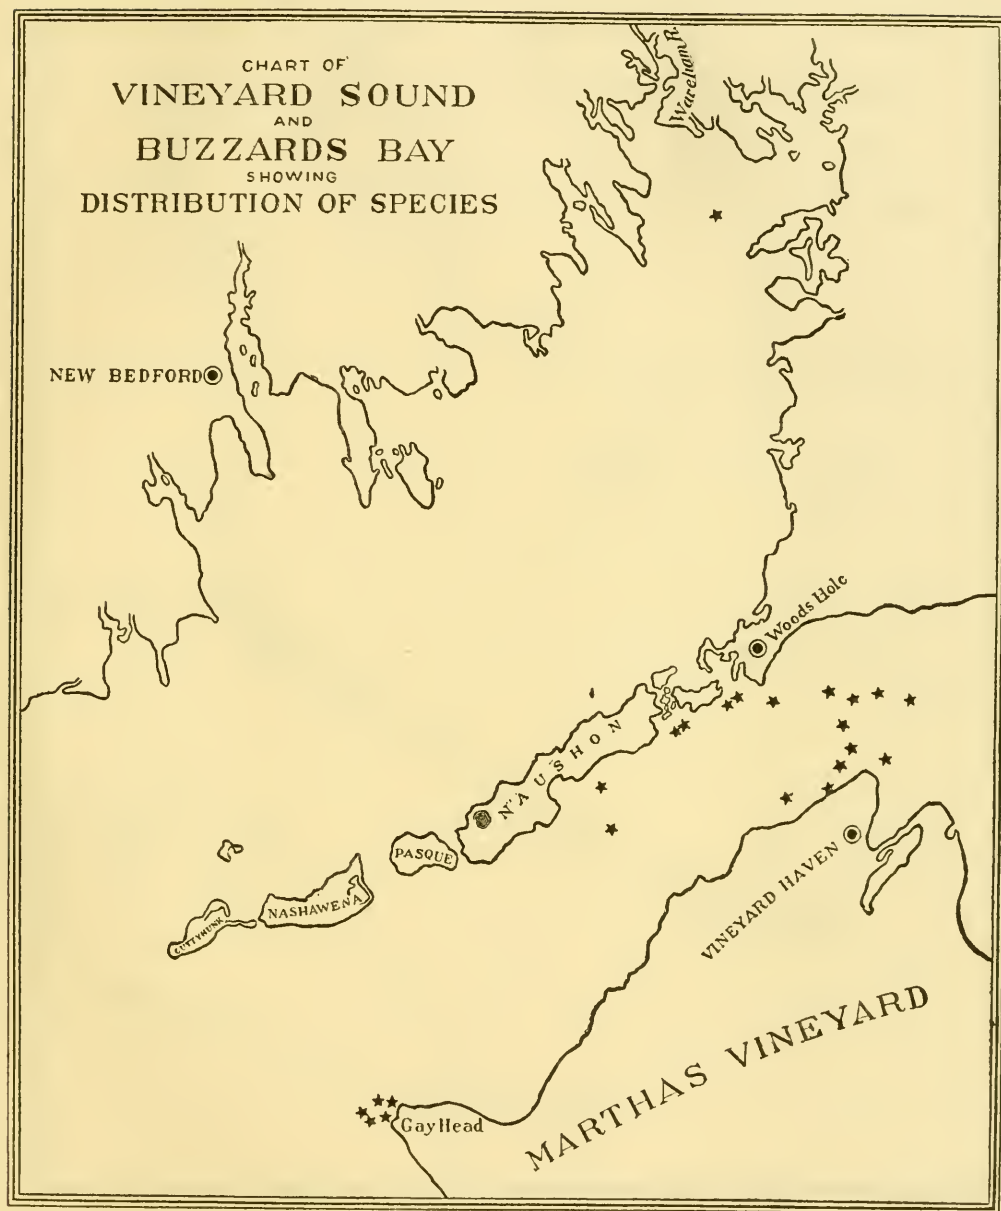 CHART OF
VINEYARD SOUND
AND
BUZZARDS BAY
SHOWING
DISTRIBUTION OF SPECIES
Wareham R.
NEW BEDFORD
Woods Hole
NAUSHON
PASQUE
NASHAWENA
CUTTYHUNK
VINEYARD HAVEN
MARTHAS VINEYARD
Gay Head